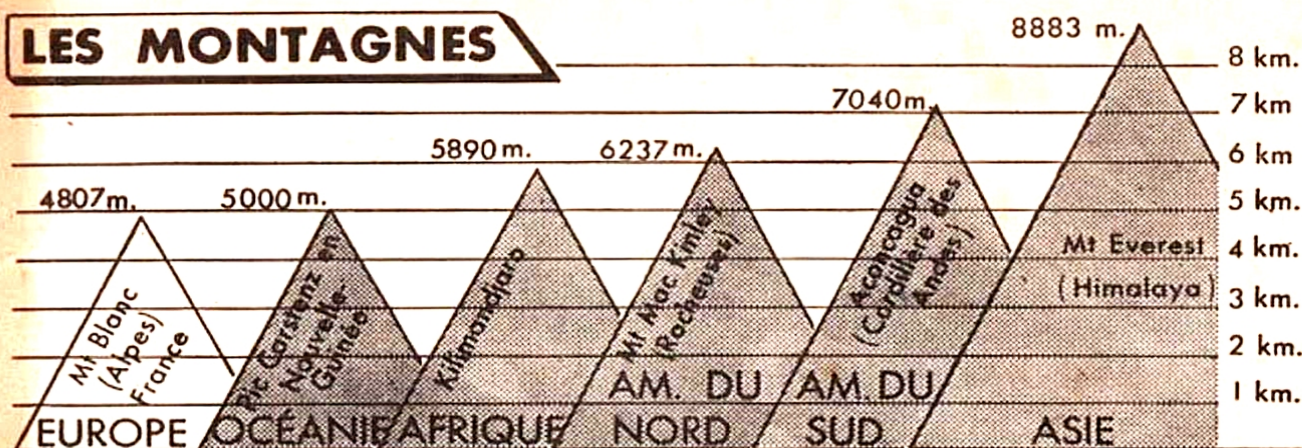 LES MONTAGNES
4807m.
5000 m.
5890 m.
6237 m.
7040m.
8883 m.
8 km.
7 km
6 km
5 km.
4 km.
3 km.
2 km.
1 km.
Mt Blanc
(Alpes)
France
Pic Carstenz en
Nouvelle-
Guinée
Kilimandjaro
Mt Mac Kinley
(Rocheuses)
Aconcagua
(Cordillère des
Andes)
Mt Everest
(Himalaya)
EUROPE
OCÉANIE
AFRIQUE
AM. DU
NORD
AM. DU
SUD
ASIE